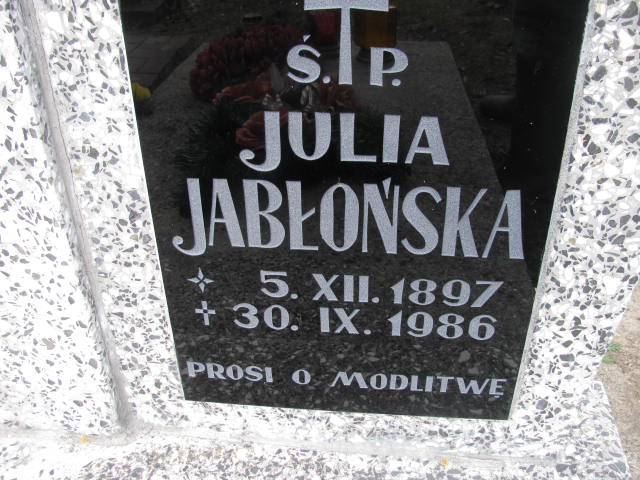 Ś.P.
JULIA
JABŁOŃSKA
5. XII. 1897
30. IX. 1986
PROSI O MODLITWĘ